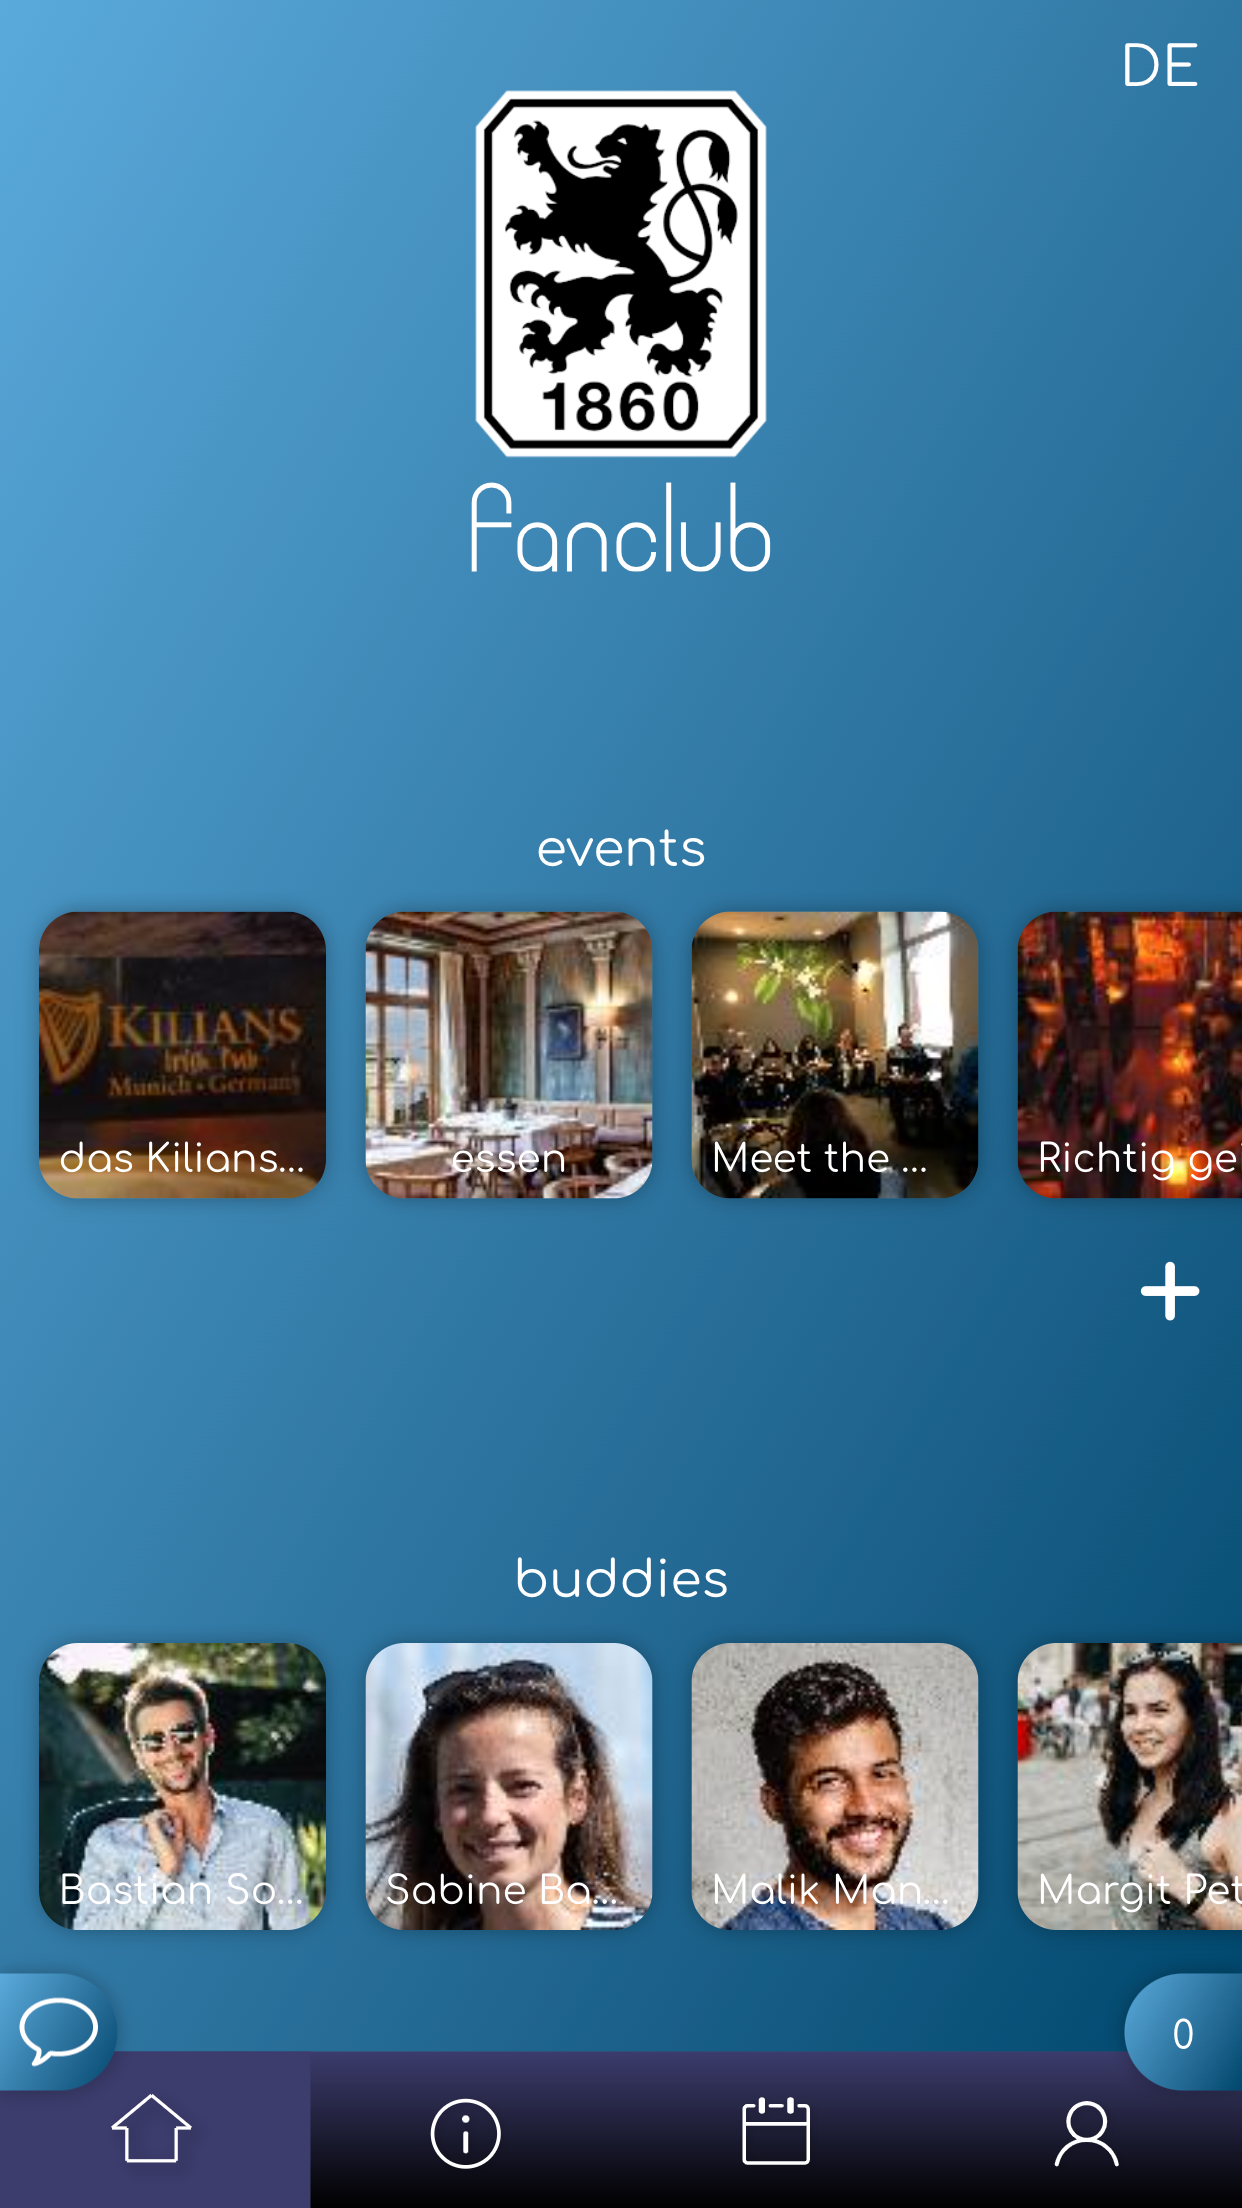 DE
1860
fanclub
events
KILIANS
Irish Pub
Munich • Germany
das Kilians...
essen
Meet the ...
Richtig gei
buddies
Bastian So...
Sabine Ba...
Malik Man...
Margit Pet
0